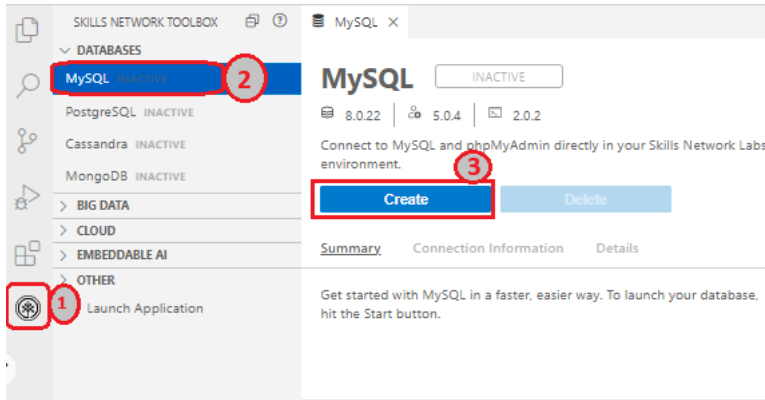 SKILLS NETWORK TOOLBOX
DATABASES
MySQL INACTIVE
2
PostgreSQL INACTIVE
Cassandra INACTIVE
MongoDB INACTIVE
BIG DATA
CLOUD
EMBEDDABLE AI
OTHER
1
Launch Application
MySQL
MySQL INACTIVE
8.0.22 5.0.4 2.0.2
Connect to MySQL and phpMyAdmin directly in your Skills Network Labs
environment.
3
Create Delete
Summary Connection Information Details
Get started with MySQL in a faster, easier way. To launch your database,
hit the Start button.